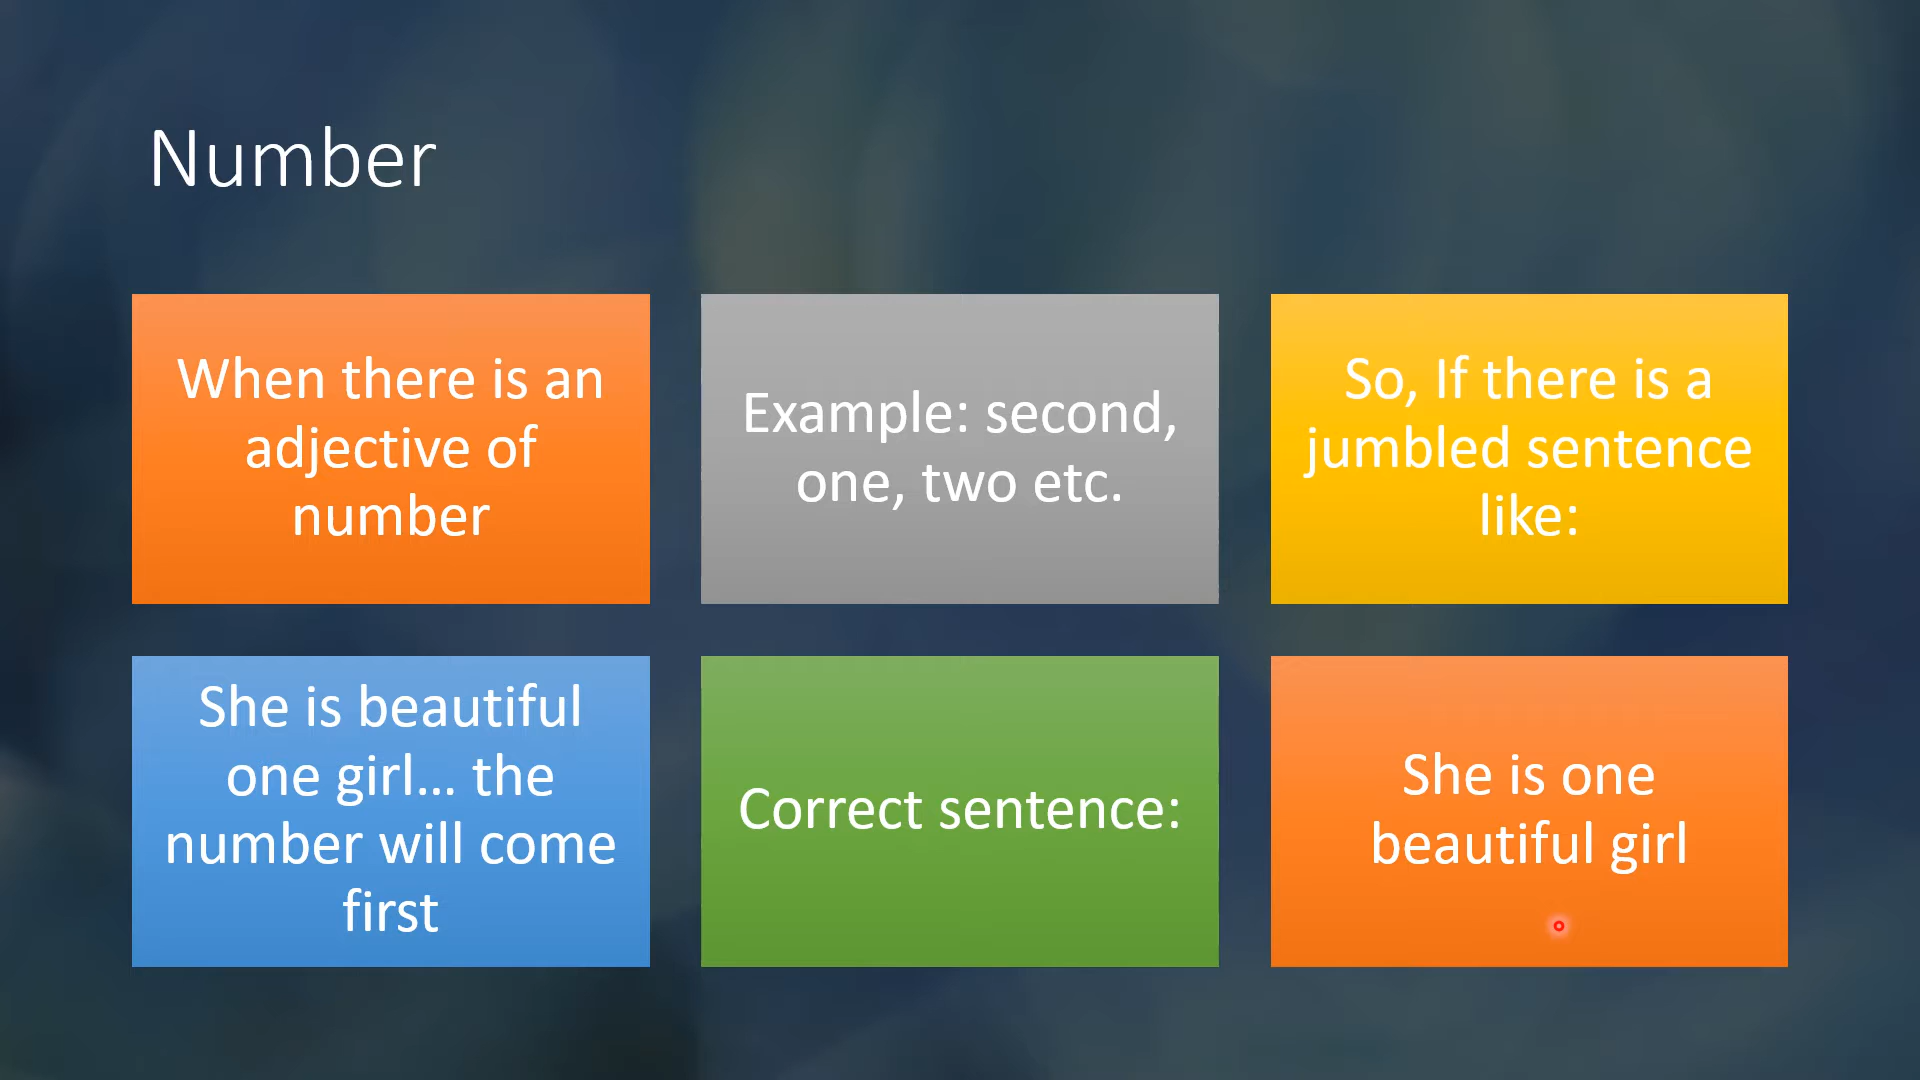 Number
When there is an
adjective of
number
Example: second,
one, two etc.
So, If there is a
jumbled sentence
like:
She is beautiful
one girl... the
number will come
first
Correct sentence:
She is one
beautiful girl